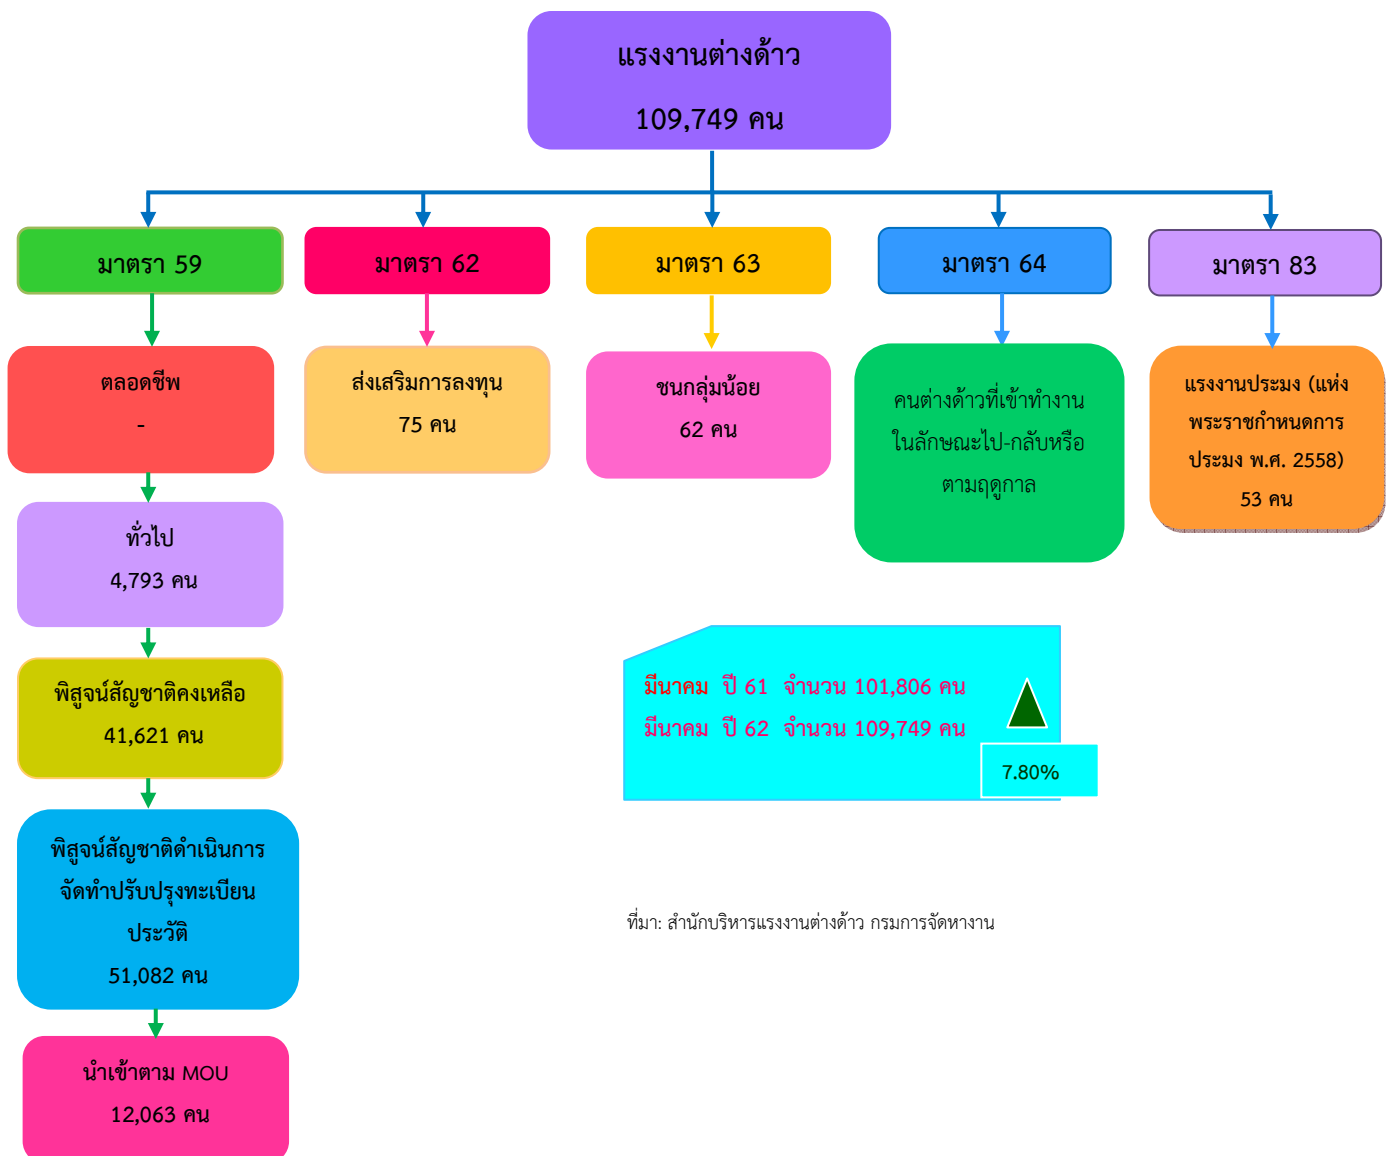 แรงงานต่างด้าว
109,749 คน
มาตรา 59
มาตรา 62
มาตรา 63
มาตรา 64
มาตรา 83
ตลอดชีพ
-
ส่งเสริมการลงทุน
75 คน
ชนกลุ่มน้อย
62 คน
คนต่างด้าวที่เข้าทำงาน
ในลักษณะไป-กลับหรือ
ตามฤดูกาล
แรงงานประมง (แห่ง
พระราชกำหนดการ
ประมง พ.ศ. 2558)
53 คน
ทั่วไป
4,793 คน
พิสูจน์สัญชาติคงเหลือ
41,621 คน
พิสูจน์สัญชาติดำเนินการ
จัดทำปรับปรุงทะเบียน
ประวัติ
51,082 คน
นำเข้าตาม MOU
12,063 คน
มีนาคม ปี 61 จำนวน 101,806 คน
มีนาคม ปี 62 จำนวน 109,749 คน
7.80%
ที่มา: สำนักบริหารแรงงานต่างด้าว กรมการจัดหางาน